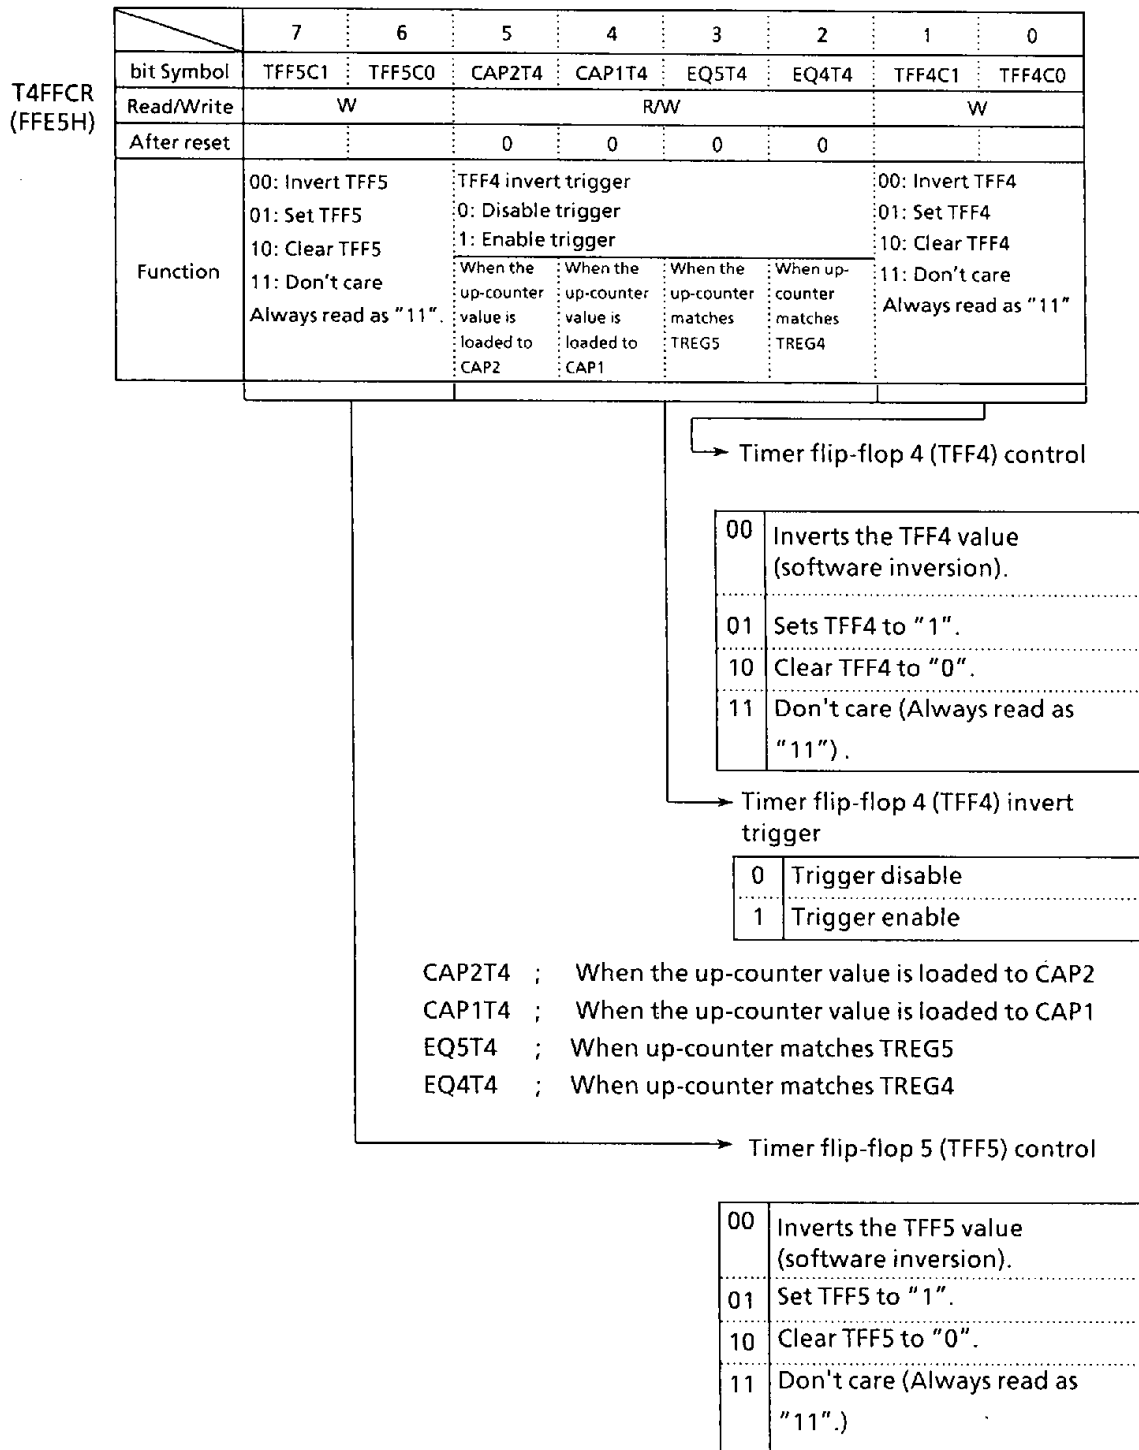 7 6 5 4 3 2 1 0
bit Symbol TFF5C1 TFF5C0 CAP2T4 CAP1T4 EQ5T4 EQ4T4 TFF4C1 TFF4C0
T4FFCR
(FFE5H)
Read/Write W R/W W
After reset 0 0 0 0
Function
00: Invert TFF5
01: Set TFF5
10: Clear TFF5
11: Don't care
Always read as "11".
TFF4 invert trigger
0: Disable trigger
1: Enable trigger
When the
up-counter
value is
loaded to
CAP2
When the
up-counter
value is
loaded to
CAP1
When the
up-counter
matches
TREG5
When up-
counter
matches
TREG4
00: Invert TFF4
01: Set TFF4
10: Clear TFF4
11: Don't care
Always read as "11"
Timer flip-flop 4 (TFF4) control
00 Inverts the TFF4 value
(software inversion).
01 Sets TFF4 to "1".
10 Clear TFF4 to "0".
11 Don't care (Always read as
"11") .
Timer flip-flop 4 (TFF4) invert
trigger
0 Trigger disable
1 Trigger enable
CAP2T4 ; When the up-counter value is loaded to CAP2
CAP1T4 ; When the up-counter value is loaded to CAP1
EQ5T4 ; When up-counter matches TREG5
EQ4T4 ; When up-counter matches TREG4
Timer flip-flop 5 (TFF5) control
00 Inverts the TFF5 value
(software inversion).
01 Set TFF5 to "1".
10 Clear TFF5 to "0".
11 Don't care (Always read as
"11".)